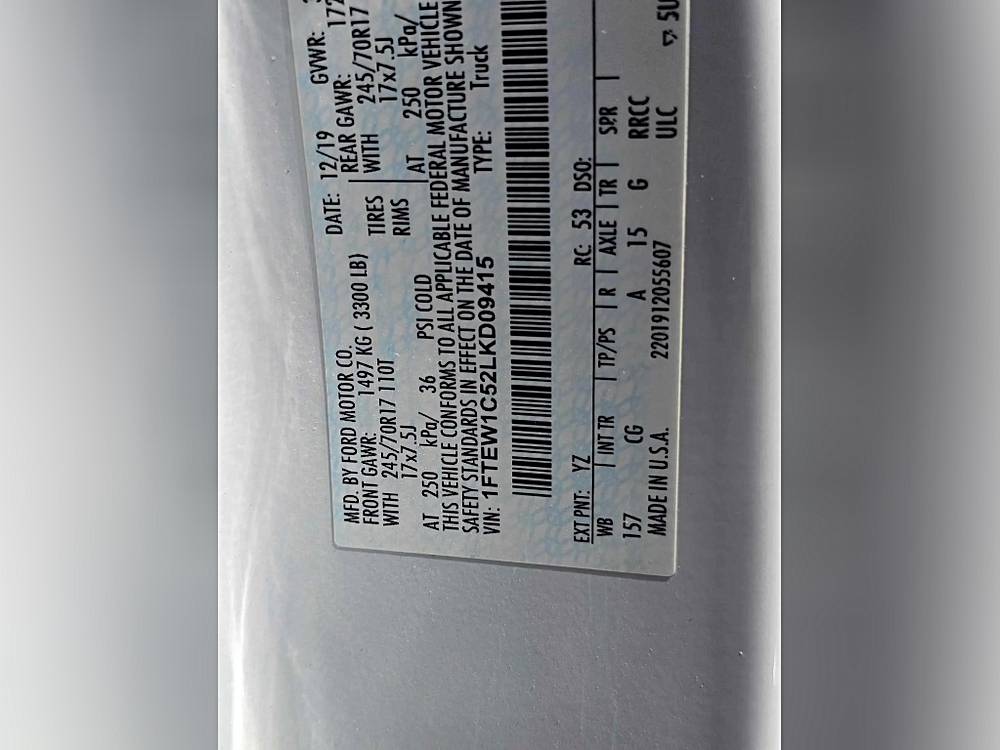 MFD. BY FORD MOTOR CO.
DATE: 12/19 GVWR:
FRONT GAWR: 1497 KG ( 3300 LB) REAR GAWR: 172
WITH 245/70R17 110T TIRES WITH 245/70R17
17x7.5J RIMS 17x7.5J
AT 250 kPa/ 36 PSI COLD AT 250 kPa/
THIS VEHICLE CONFORMS TO ALL APPLICABLE FEDERAL MOTOR VEHICLE
SAFETY STANDARDS IN EFFECT ON THE DATE OF MANUFACTURE SHOWN
VIN: 1FTEW1C52LKD09415 TYPE: Truck
EXT PNT: YZ RC: 53 DSO:
WB | INT TR | TP/PS | R | AXLE | TR | SPR |
157 CG A 15 G RRCC
MADE IN U.S.A. 2201912055607 ULC
5U